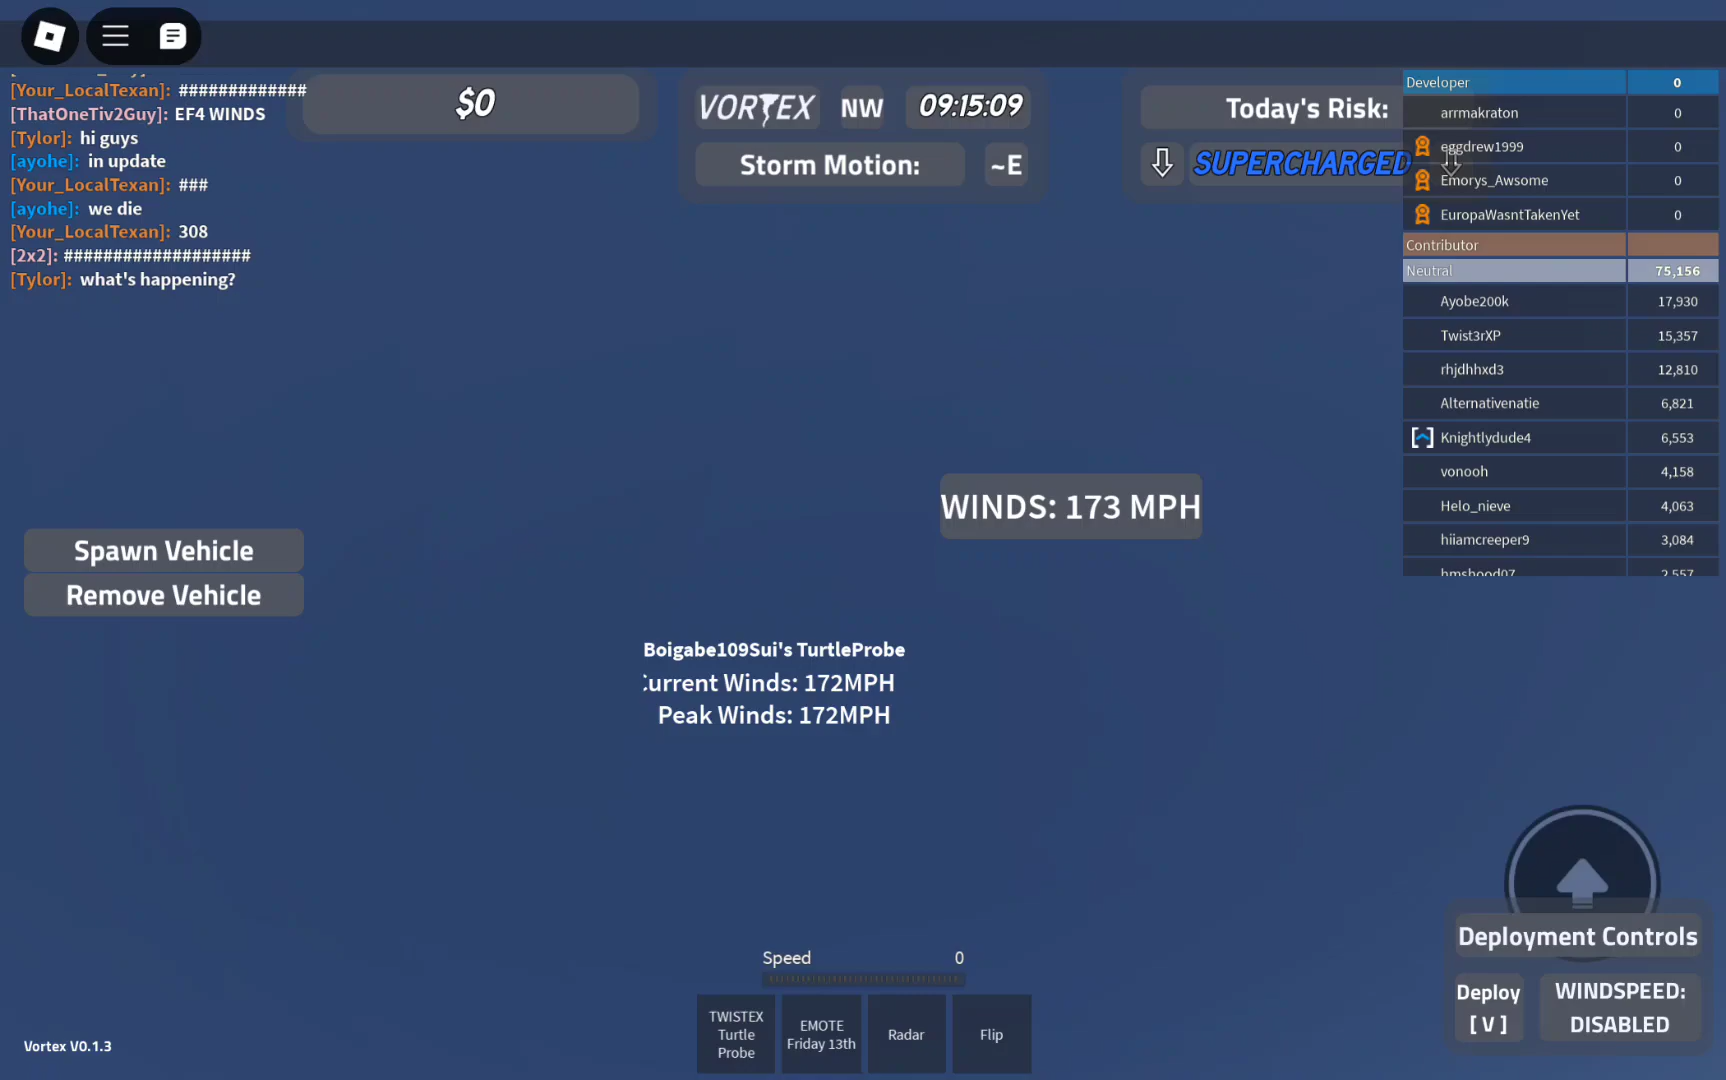 [Your_LocalTexan]: #############
[ThatOneTiv2Guy]: EF4 WINDS
[Tylor]: hi guys
[ayohe]: in update
[Your_LocalTexan]: ###
[ayohe]: we die
[Your_LocalTexan]: 308
[2x2]: ###################
[Tylor]: what's happening?
$0
VORTEX NW 09:15:09
Storm Motion: ~E
Today's Risk:
SUPERCHARGED
Developer 0
arrmakraton 0
eggdrew1999 0
Emorys_Awsome 0
EuropaWasntTakenYet 0
Contributor
Neutral 75,156
Ayobe200k 17,930
Twist3rXP 15,357
rhjdhhxd3 12,810
Alternativenatie 6,821
Knightlydude4 6,553
vonooh 4,158
Helo_nieve 4,063
hiiamcreeper9 3,084
WINDS: 173 MPH
Spawn Vehicle
Remove Vehicle
Boigabe109Sui's TurtleProbe
Current Winds: 172MPH
Peak Winds: 172MPH
Speed 0
TWISTEX
Turtle
Probe
EMOTE
Friday 13th
Radar
Flip
Deployment Controls
Deploy
[ V ]
WINDSPEED:
DISABLED
Vortex V0.1.3